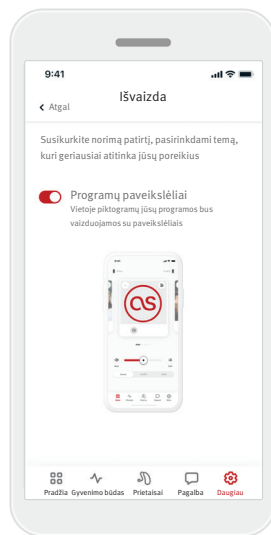 9:41
Išvaizda
Atgal
Susikurkite norimą patirtį, pasirinkdami temą,
kuri geriausiai atitinka jūsų poreikius
Programų paveikslėliai
Vietoje piktogramų jūsų programos bus
vaizduojamos su paveikslėliais
Pradžia Gyvenimo būdas Prietaisai Pagalba Daugiau